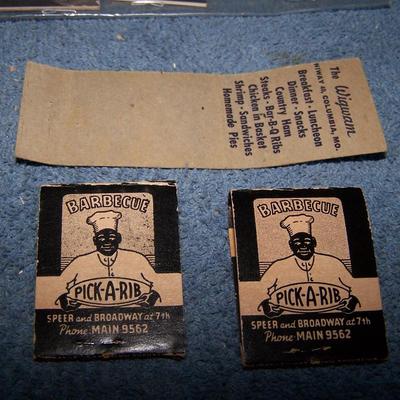 The Wigwam
HIWAY 40, COLUMBIA, MO.
Breakfast - Luncheon
Dinner - Snacks
Country Ham
Steaks - Bar-B-Q Ribs
Chicken in Basket
Shrimp - Sandwiches
Homemade Pies
BARBECUE
PICK-A-RIB
SPEER and BROADWAY at 7th
Phone: MAIN 9562
BARBECUE
PICK-A-RIB
SPEER and BROADWAY at 7th
Phone: MAIN 9562